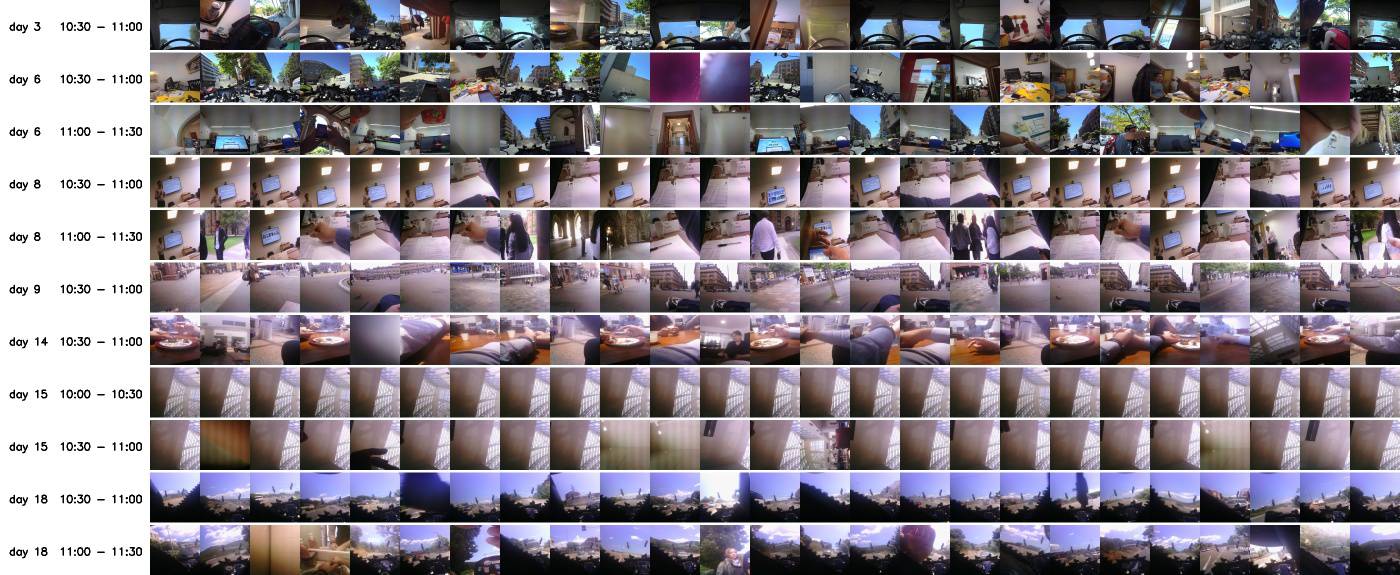 day 3 10:30 – 11:00
day 6 10:30 – 11:00
day 6 11:00 – 11:30
day 8 10:30 – 11:00
day 8 11:00 – 11:30
day 9 10:30 – 11:00
day 14 10:30 – 11:00
day 15 10:00 – 10:30
day 15 10:30 – 11:00
day 18 10:30 – 11:00
day 18 11:00 – 11:30